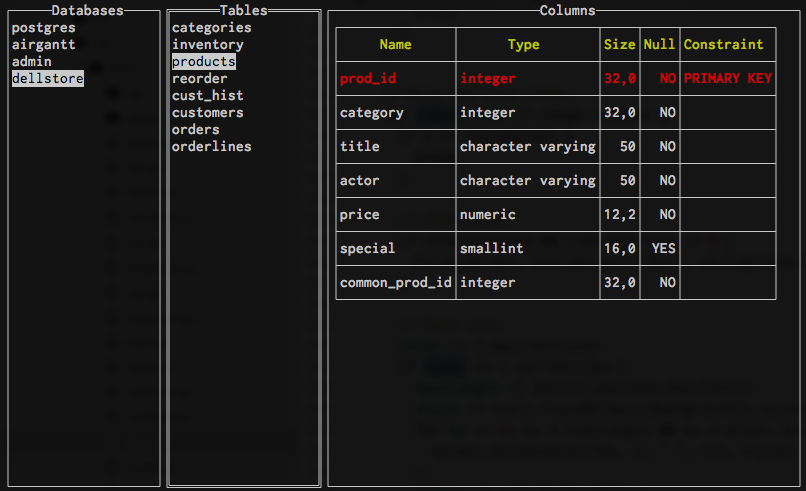 Databases
postgres
airgantt
admin
dellstore
Tables
categories
inventory
products
reorder
cust_hist
customers
orders
orderlines
Columns
Name Type Size Null Constraint
prod_id integer 32,0 NO PRIMARY KEY
category integer 32,0 NO
title character varying 50 NO
actor character varying 50 NO
price numeric 12,2 NO
special smallint 16,0 YES
common_prod_id integer 32,0 NO